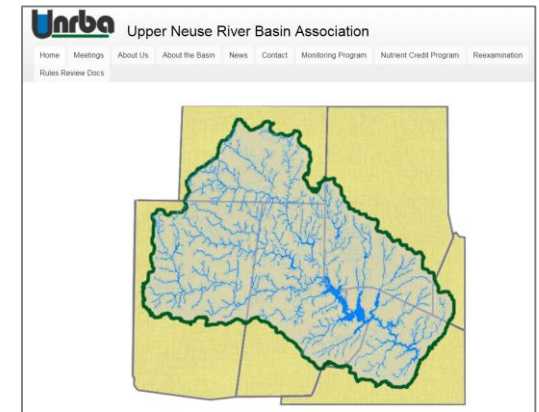 Unrba Upper Neuse River Basin Association
Home Meetings About Us About the Basin News Contact Monitoring Program Nutrient Credit Program Reexamination
Rules Review Docs